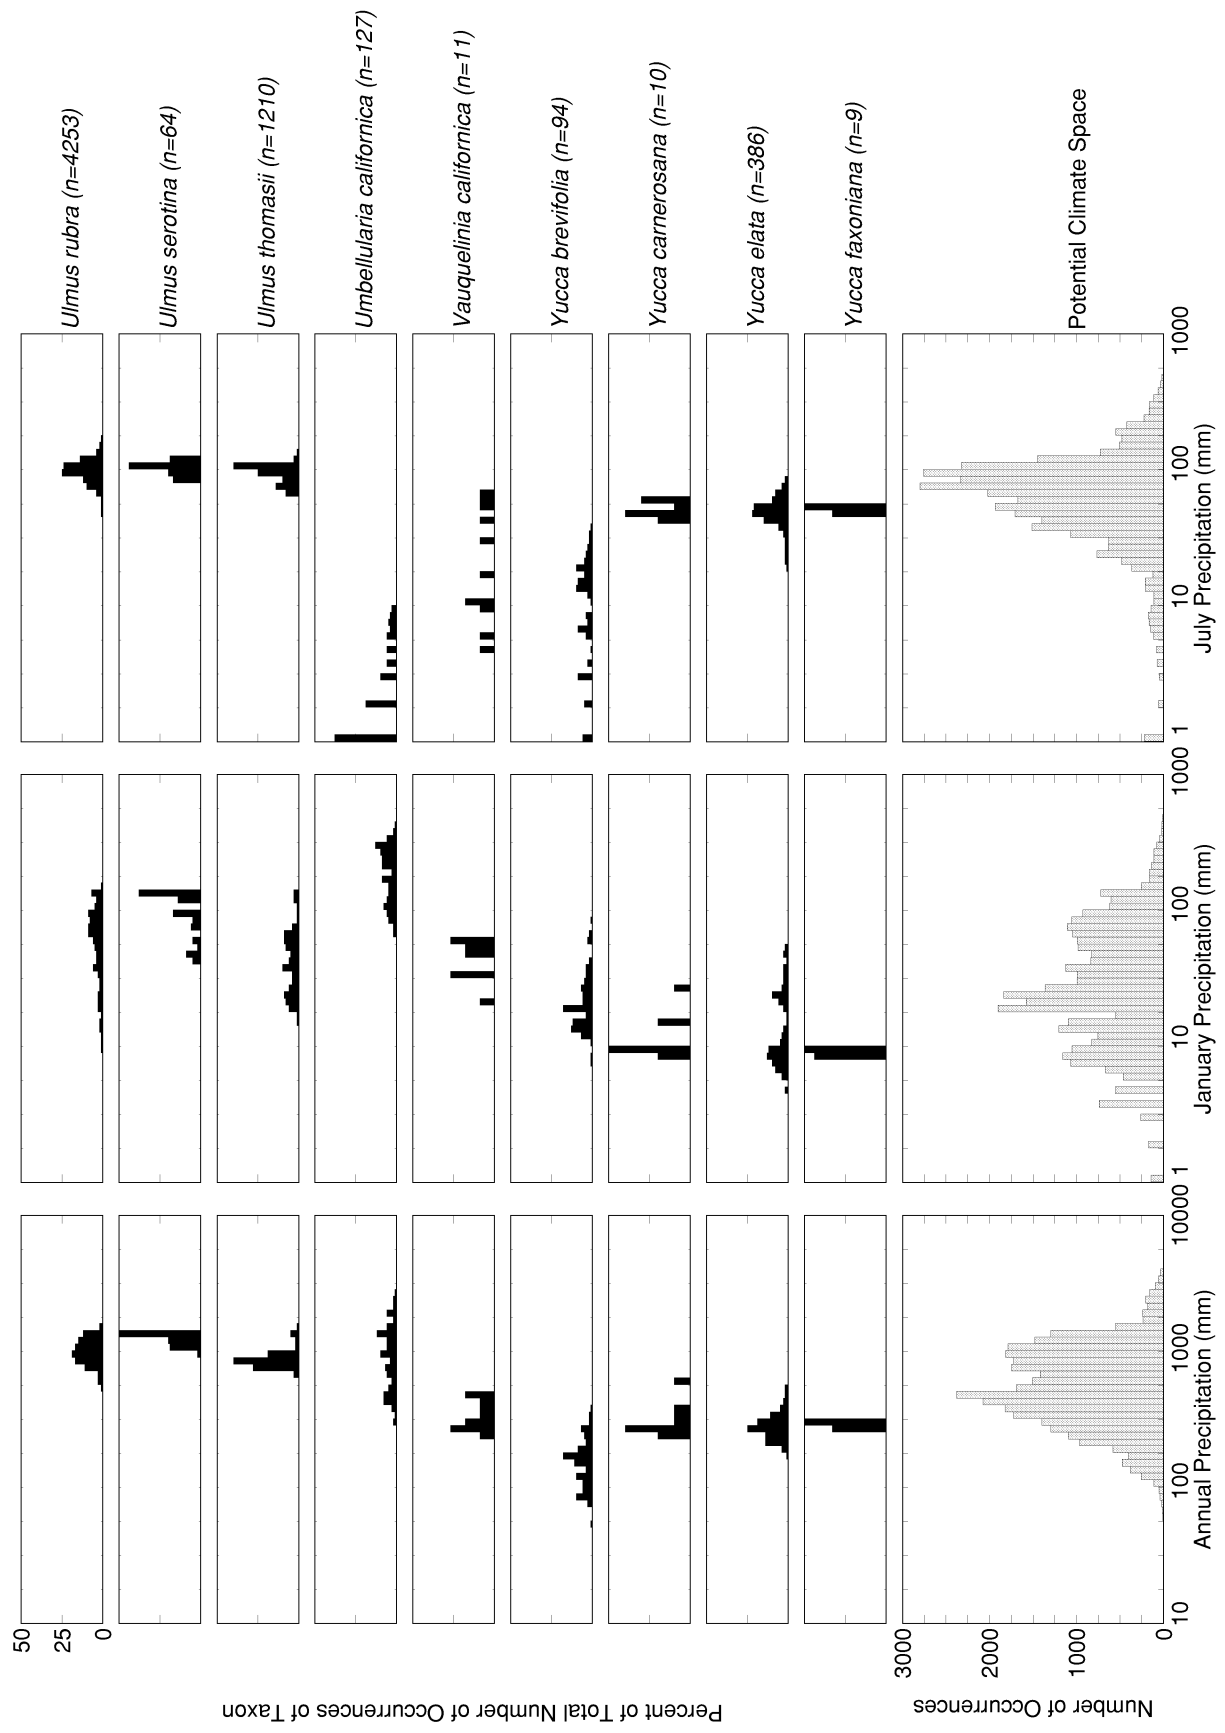 Ulmus rubra (n=4253)
Ulmus serotina (n=64)
Ulmus thomasii (n=1210)
Umbellularia californica (n=127)
Vauquelinia californica (n=11)
Yucca brevifolia (n=94)
Yucca carnerosana (n=10)
Yucca elata (n=386)
Yucca faxoniana (n=9)
Potential Climate Space
50
25
0
Percent of Total Number of Occurrences of Taxon
3000
2000
1000
0
Number of Occurrences
10 100 1000 10000
Annual Precipitation (mm)
1 10 100 1000
January Precipitation (mm)
1 10 100 1000
July Precipitation (mm)